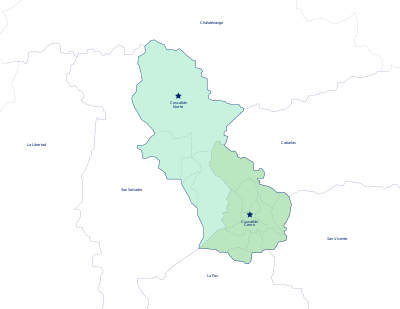 Chalatenango
Cuscatlán
Norte
La Libertad
Cabañas
San Salvador
Cuscatlán
Centro
San Vicente
La Paz